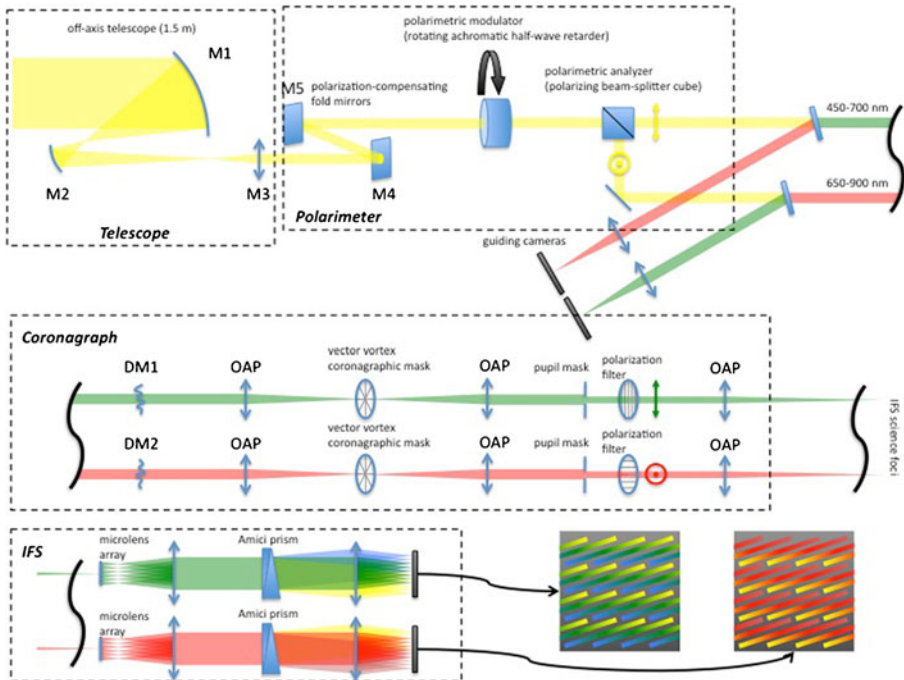 off-axis telescope (1.5 m)
M1
M2
M3
Telescope
polarimetric modulator
(rotating achromatic half-wave retarder)
M5
polarization-compensating
fold mirrors
polarimetric analyzer
(polarizing beam-splitter cube)
M4
Polarimeter
450-700 nm
650-900 nm
guiding cameras
Coronagraph
DM1
OAP
vector vortex
coronagraphic mask
OAP
pupil mask
polarization
filter
OAP
DM2
OAP
vector vortex
coronagraphic mask
OAP
pupil mask
polarization
filter
OAP
IFS science foci
IFS
microlens
array
Amici prism
microlens
array
Amici prism